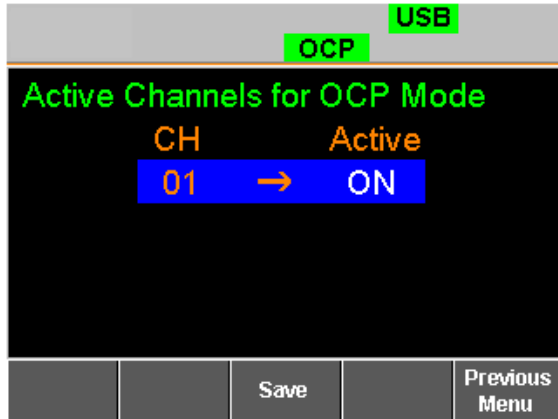 USB
OCP
Active Channels for OCP Mode
CH Active
01 → ON
Save
Previous
Menu